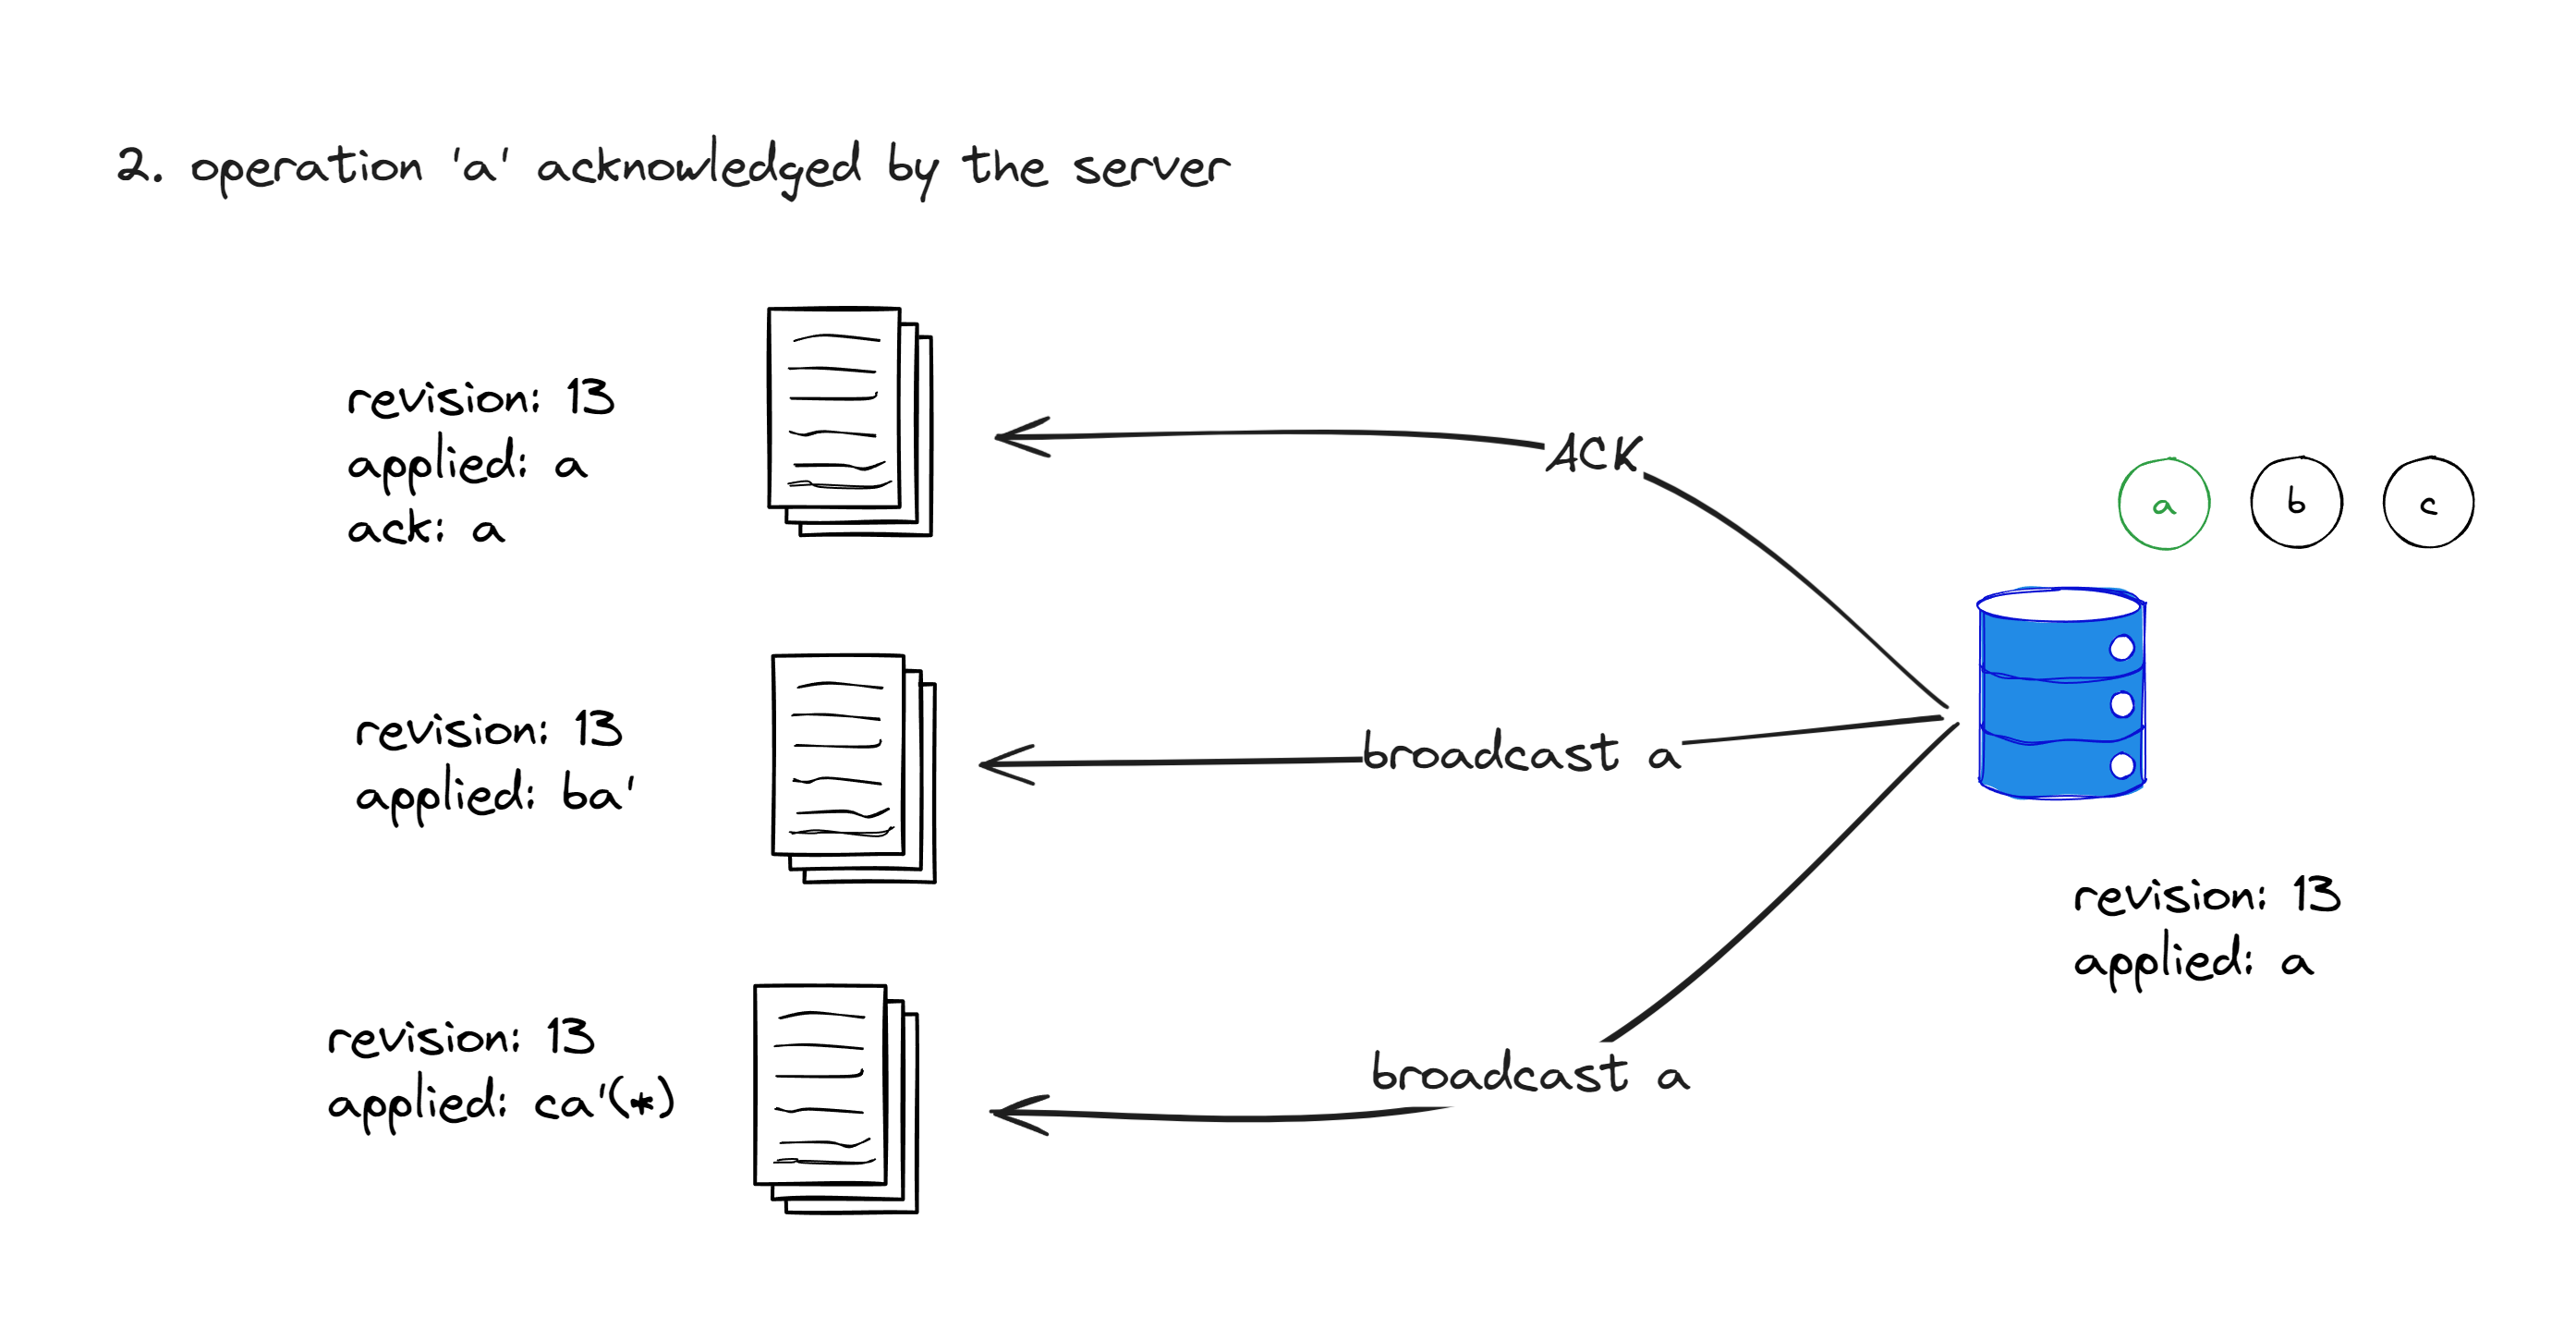 2. operation 'a' acknowledged by the server
revision: 13
applied: a
ack: a
ACK
a
b
c
revision: 13
applied: ba'
broadcast a
revision: 13
applied: a
revision: 13
applied: ca'(*)
broadcast a